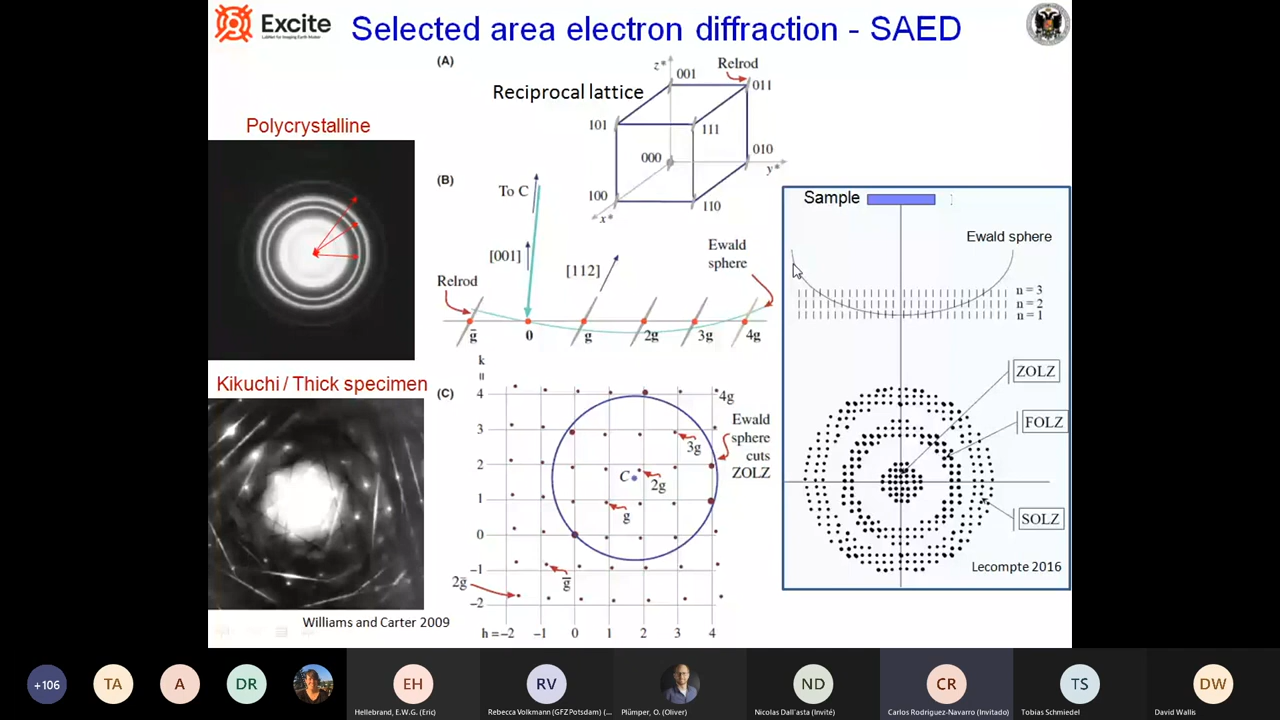 Excite
Selected area electron diffraction - SAED
(A)
z*
Relrod
001
011
Reciprocal lattice
101
111
000
010
y*
100
110
x*
Polycrystalline
(B)
To C
[001]
[112]
Ewald
sphere
Relrod
g̅
0
g
2g
3g
4g
Kikuchi / Thick specimen
Williams and Carter 2009
(C)
k
=
4
3
2
1
0
-1
-2
h = -2
-1
0
1
2
3
4
4g
Ewald
sphere
cuts
ZOLZ
3g
C
2g
g
g̅
2g̅
Sample
Ewald sphere
n = 3
n = 2
n = 1
ZOLZ
FOLZ
SOLZ
Lecompte 2016
+106
TA
A
DR
EH
Hellebrand, E.W.G. (Eric)
RV
Rebecca Volkmann (GFZ Potsdam) (...
Plümper, O. (Oliver)
ND
Nicolas Dall'asta (Invité)
CR
Carlos Rodriguez-Navarro (Invitado)
TS
Tobias Schmiedel
DW
David Wallis